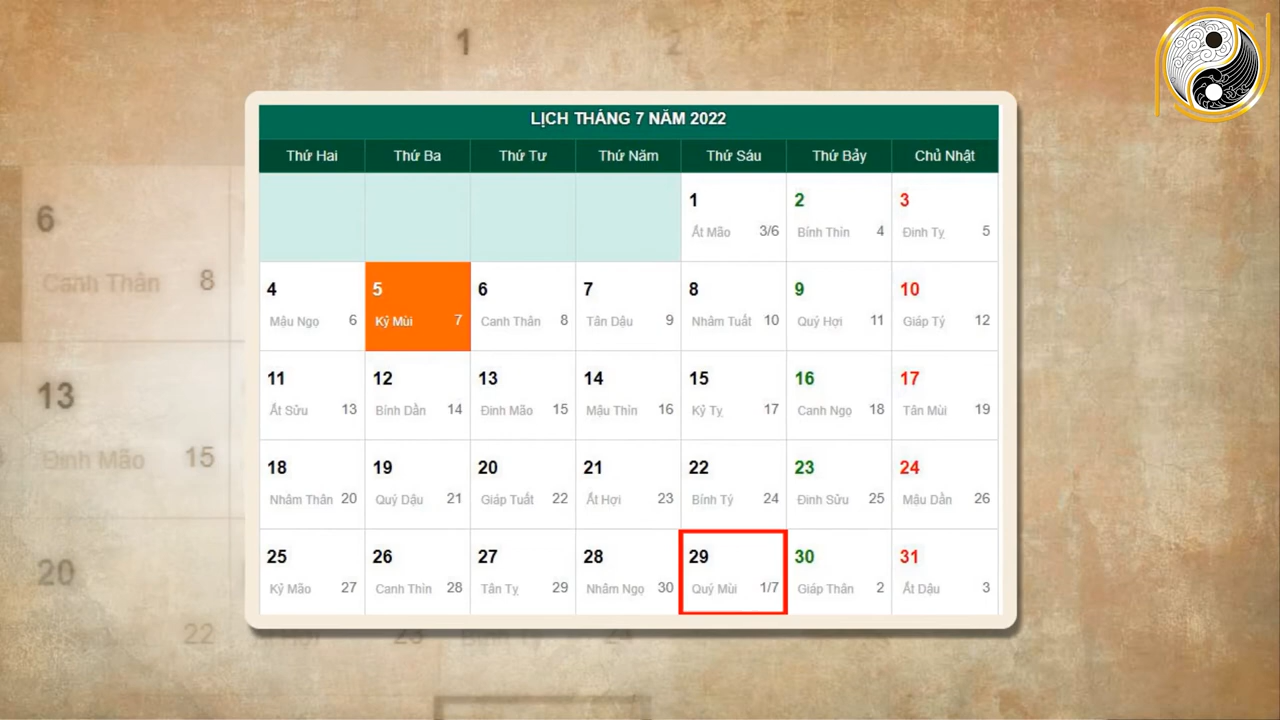 LỊCH THÁNG 7 NĂM 2022
Thứ Hai Thứ Ba Thứ Tư Thứ Năm Thứ Sáu Thứ Bảy Chủ Nhật
1 2 3
Ất Mão 3/6 Bính Thìn 4 Đinh Tỵ 5
4 5 6 7 8 9 10
Mậu Ngọ 6 Kỷ Mùi 7 Canh Thân 8 Tân Dậu 9 Nhâm Tuất 10 Quý Hợi 11 Giáp Tý 12
11 12 13 14 15 16 17
Ất Sửu 13 Bính Dần 14 Đinh Mão 15 Mậu Thìn 16 Kỷ Tỵ 17 Canh Ngọ 18 Tân Mùi 19
18 19 20 21 22 23 24
Nhâm Thân 20 Quý Dậu 21 Giáp Tuất 22 Ất Hợi 23 Bính Tý 24 Đinh Sửu 25 Mậu Dần 26
25 26 27 28 29 30 31
Kỷ Mão 27 Canh Thìn 28 Tân Tỵ 29 Nhâm Ngọ 30 Quý Mùi 1/7 Giáp Thân 2 Ất Dậu 3
1 2
6
Canh Thân 8
13
Đinh Mão 15
20
22 23 24